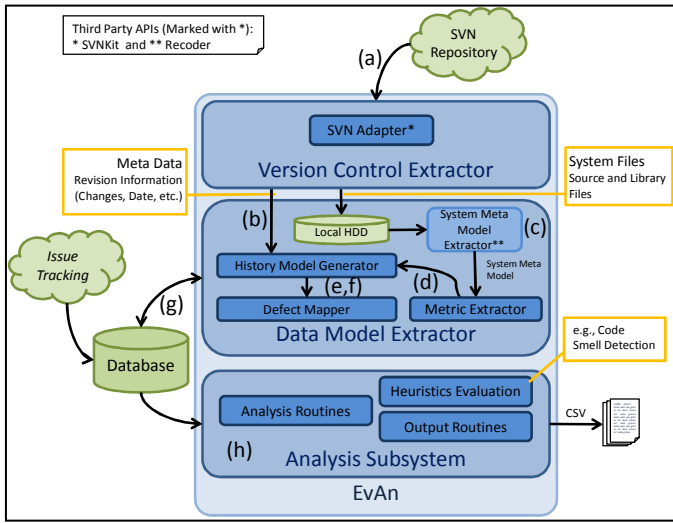 Third Party APIs (Marked with *):
* SVNKit and ** Recoder
SVN
Repository
(a)
SVN Adapter*
Version Control Extractor
Meta Data
Revision Information
(Changes, Date, etc.)
System Files
Source and Library
Files
(b)
Local HDD
System Meta
Model
Extractor**
(c)
Issue
Tracking
History Model Generator
(d)
System Meta
Model
(e,f)
(g)
Defect Mapper
Metric Extractor
Data Model Extractor
Database
e.g., Code
Smell Detection
Heuristics Evaluation
Analysis Routines
Output Routines
CSV
(h)
Analysis Subsystem
EvAn